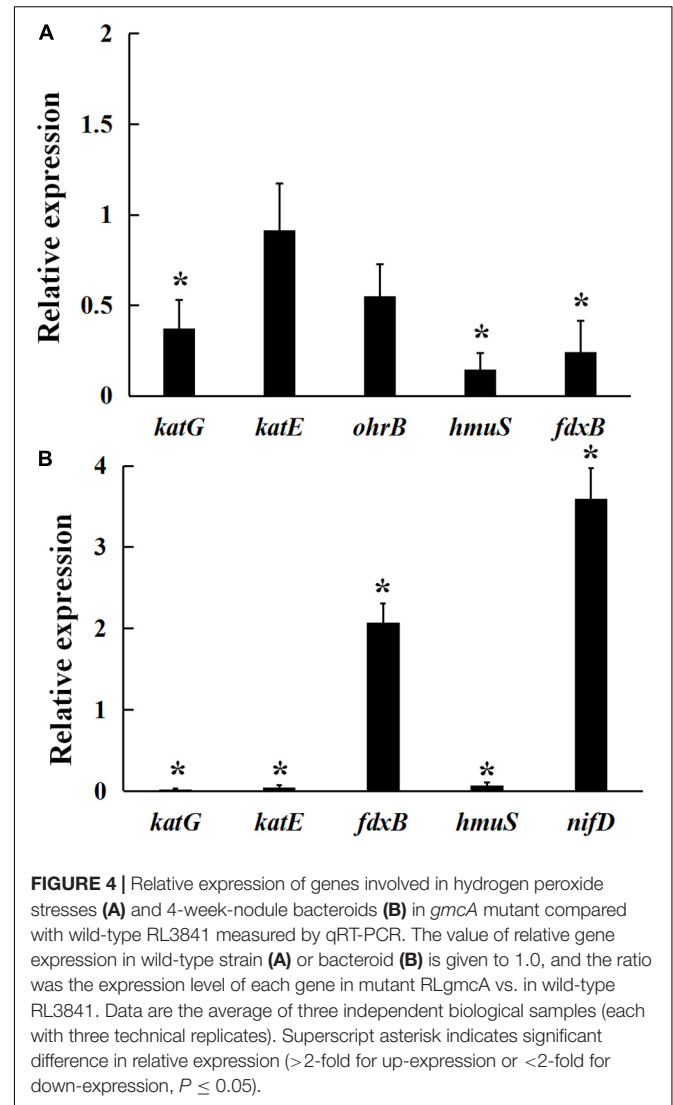 A
2
1.5
1
0.5
0
Relative expression
*
*
*
katG katE ohrB hmuS fdxB
B
4
3
2
1
0
Relative expression
*
*
*
*
*
katG katE fdxB hmuS nifD
FIGURE 4 | Relative expression of genes involved in hydrogen peroxide
stresses (A) and 4-week-nodule bacteroids (B) in gmcA mutant compared
with wild-type RL3841 measured by qRT-PCR. The value of relative gene
expression in wild-type strain (A) or bacteroid (B) is given to 1.0, and the ratio
was the expression level of each gene in mutant RLgmcA vs. in wild-type
RL3841. Data are the average of three independent biological samples (each
with three technical replicates). Superscript asterisk indicates significant
difference in relative expression (>2-fold for up-expression or <2-fold for
down-expression, P ≤ 0.05).